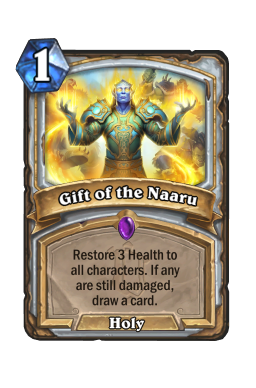 1
Gift of the Naaru
Restore 3 Health to
all characters. If any
are still damaged,
draw a card.
Holy